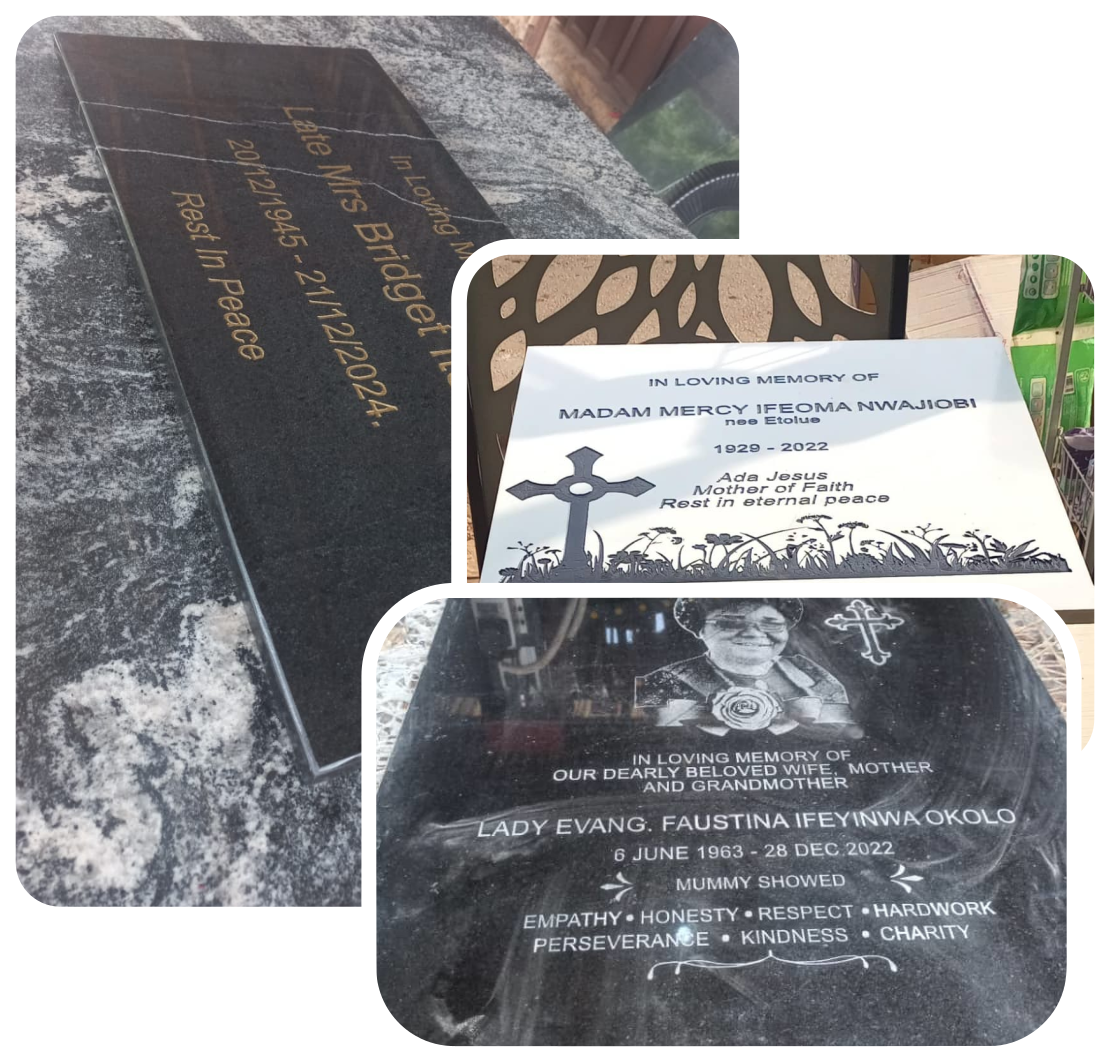 In Loving
Late Mrs Bridget
20/12/1945 - 21/12/2024.
Rest In Peace
IN LOVING MEMORY OF
MADAM MERCY IFEOMA NWAJIOBI
nee Etolue
1929 - 2022
Ada Jesus
Mother of Faith
Rest in eternal peace
IN LOVING MEMORY OF
OUR DEARLY BELOVED WIFE, MOTHER
AND GRANDMOTHER
LADY EVANG. FAUSTINA IFEYINWA OKOLO
6 JUNE 1963 - 28 DEC 2022
MUMMY SHOWED
EMPATHY • HONESTY • RESPECT • HARDWORK
PERSEVERANCE • KINDNESS • CHARITY